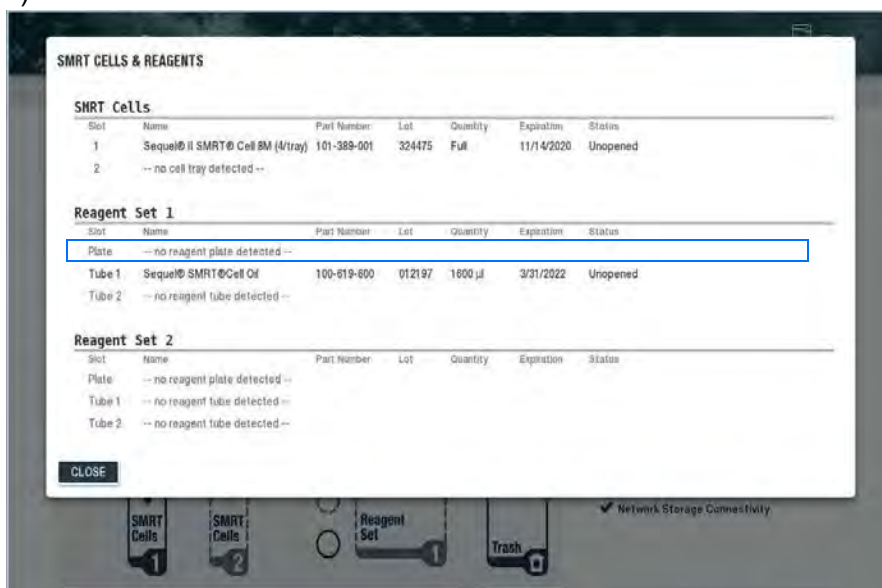 SMRT CELLS & REAGENTS
SMRT Cells
Slot Name Part Number Lot Quantity Expiration Status
1 Sequel® II SMRT® Cell 8M (4/tray) 101-389-001 324475 Full 11/14/2020 Unopened
2 -- no cell tray detected --
Reagent Set 1
Slot Name Part Number Lot Quantity Expiration Status
Plate -- no reagent plate detected --
Tube 1 Sequel® SMRT®Cell Oil 100-619-600 012197 1600 µl 3/31/2022 Unopened
Tube 2 -- no reagent tube detected --
Reagent Set 2
Slot Name Part Number Lot Quantity Expiration Status
Plate -- no reagent plate detected --
Tube 1 -- no reagent tube detected --
Tube 2 -- no reagent tube detected --
CLOSE
✔ Network Storage Connectivity
SMRT Cells 1
SMRT Cells 2
Reagent Set 1
Trash